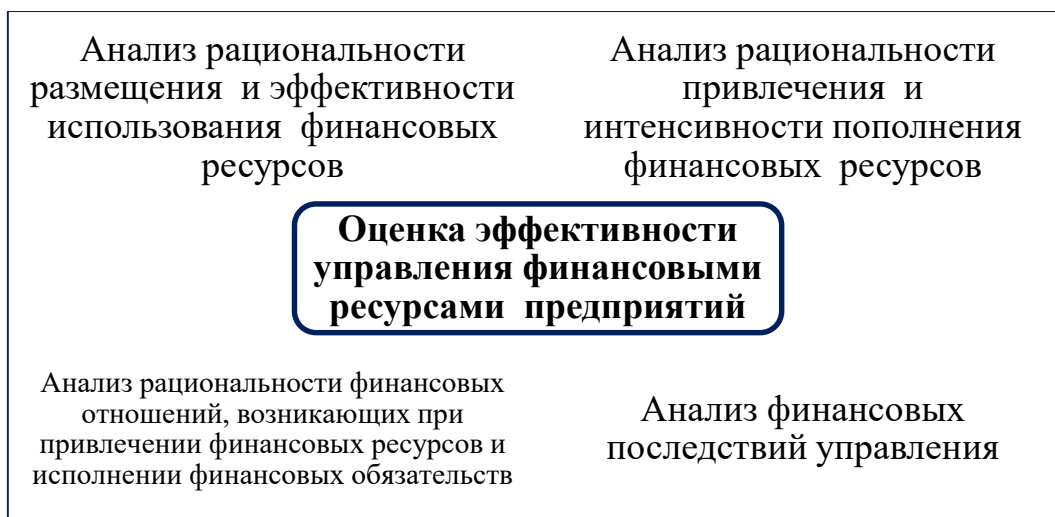 Анализ рациональности
размещения и эффективности
использования финансовых
ресурсов
Анализ рациональности
привлечения и
интенсивности пополнения
финансовых ресурсов
Оценка эффективности
управления финансовыми
ресурсами предприятий
Анализ рациональности финансовых
отношений, возникающих при
привлечении финансовых ресурсов и
исполнении финансовых обязательств
Анализ финансовых
последствий управления